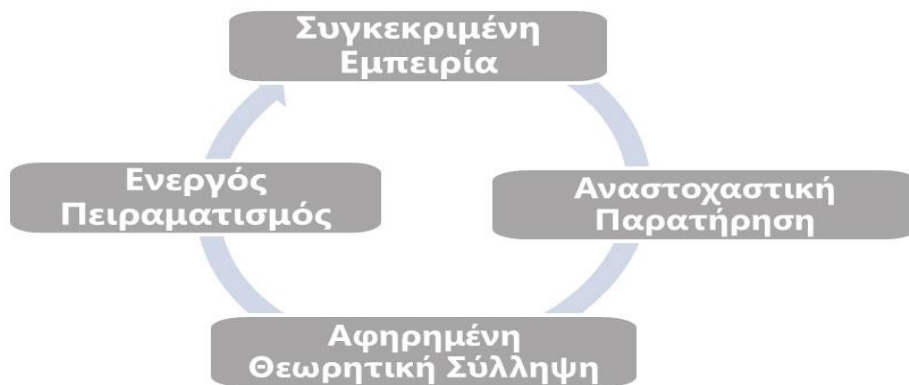 Συγκεκριμένη
Εμπειρία
Αναστοχαστική
Παρατήρηση
Αφηρημένη
Θεωρητική Σύλληψη
Ενεργός
Πειραματισμός